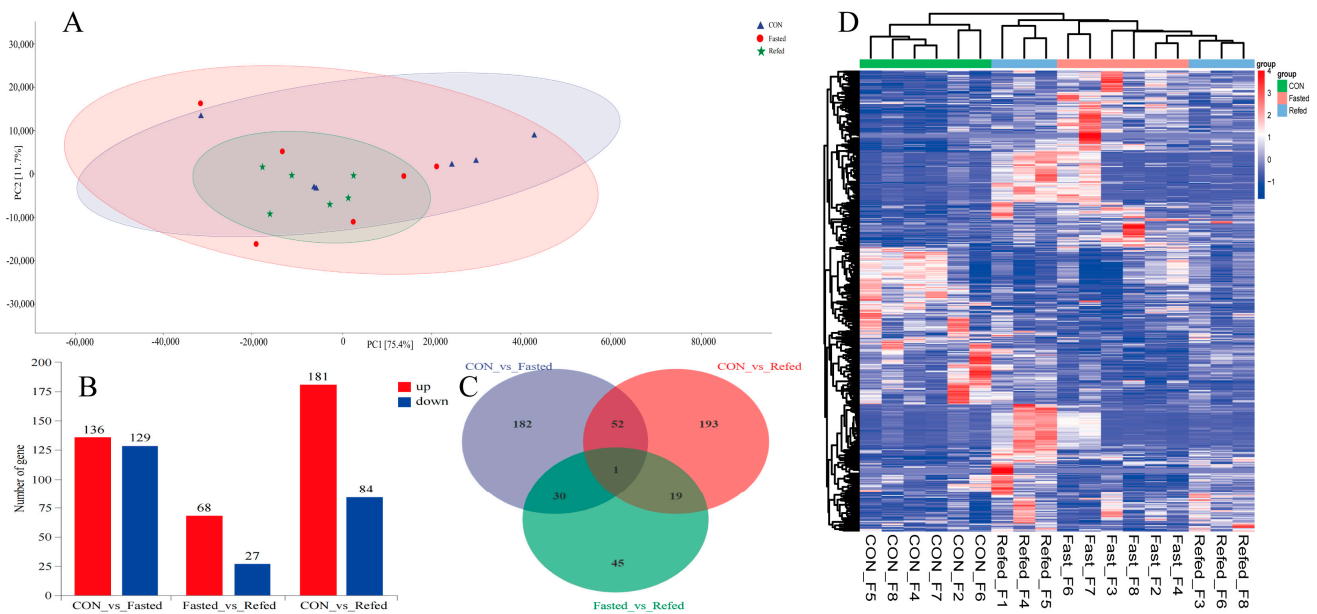 A
CON
Fasted
Refed
30,000
20,000
10,000
0
-10,000
-20,000
-30,000
PC2 [11.7%]
-60,000
-40,000
-20,000
0
20,000
40,000
60,000
80,000
PC1 [75.4%]
B
200
175
150
125
100
75
50
25
0
Number of gene
136
129
68
27
181
84
up
down
CON_vs_Fasted
Fasted_vs_Refed
CON_vs_Refed
C
CON_vs_Fasted
CON_vs_Refed
182
52
193
1
30
19
45
Fasted_vs_Refed
D
group
4
3
2
1
0
−1
group
CON
Fasted
Refed
CON_F5
CON_F8
CON_F4
CON_F7
CON_F2
CON_F6
Refed_F1
Refed_F4
Refed_F5
Fast_F6
Fast_F7
Fast_F3
Fast_F8
Fast_F2
Fast_F4
Refed_F3
Refed_F6
Refed_F8